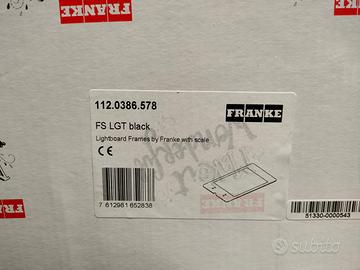 FRANKE
FRANKE
112.0386.578
FRANKE
FS LGT black
Lightboard Frames by Franke with scale
CE
7 612981 652838
FRANKE
FRANKE
51330-0000543
subito